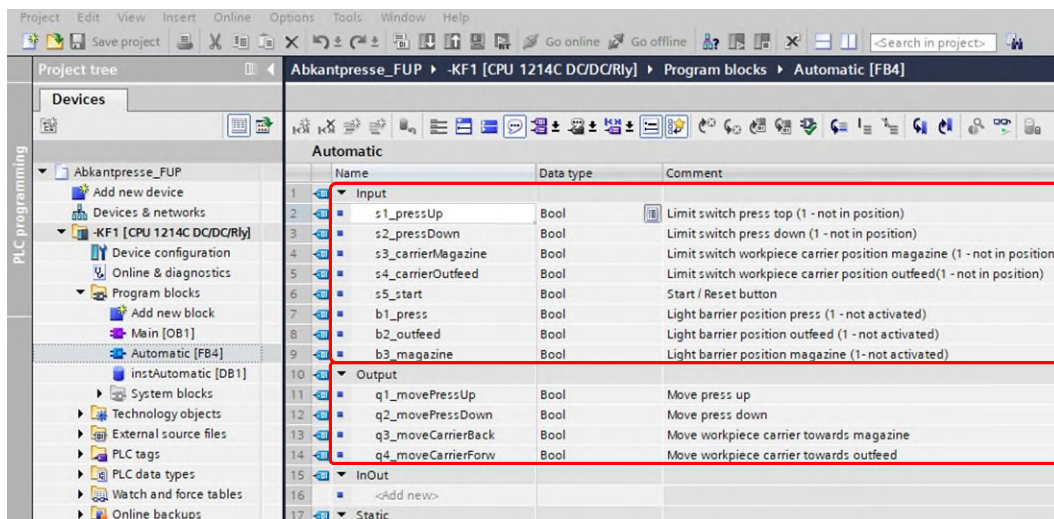 Project Edit View Insert Online Options Tools Window Help
Save project Go online Go offline <Search in project>
Project tree
Abkantpresse_FUP -KF1 [CPU 1214C DC/DC/Rly] Program blocks Automatic [FB4]
Devices
PLC programming
Abkantpresse_FUP
Add new device
Devices & networks
-KF1 [CPU 1214C DC/DC/Rly]
Device configuration
Online & diagnostics
Program blocks
Add new block
Main [OB1]
Automatic [FB4]
instAutomatic [DB1]
System blocks
Technology objects
External source files
PLC tags
PLC data types
Watch and force tables
Online backups
Automatic
Name Data type Comment
1 Input
2 s1_pressUp Bool Limit switch press top (1 - not in position)
3 s2_pressDown Bool Limit switch press down (1 - not in position)
4 s3_carrierMagazine Bool Limit switch workpiece carrier position magazine (1 - not in position
5 s4_carrierOutfeed Bool Limit switch workpiece carrier position outfeed(1 - not in position)
6 s5_start Bool Start / Reset button
7 b1_press Bool Light barrier position press (1 - not activated)
8 b2_outfeed Bool Light barrier position outfeed (1 - not activated)
9 b3_magazine Bool Light barrier position magazine (1- not activated)
10 Output
11 q1_movePressUp Bool Move press up
12 q2_movePressDown Bool Move press down
13 q3_moveCarrierBack Bool Move workpiece carrier towards magazine
14 q4_moveCarrierForw Bool Move workpiece carrier towards outfeed
15 InOut
16 <Add new>
17 Static